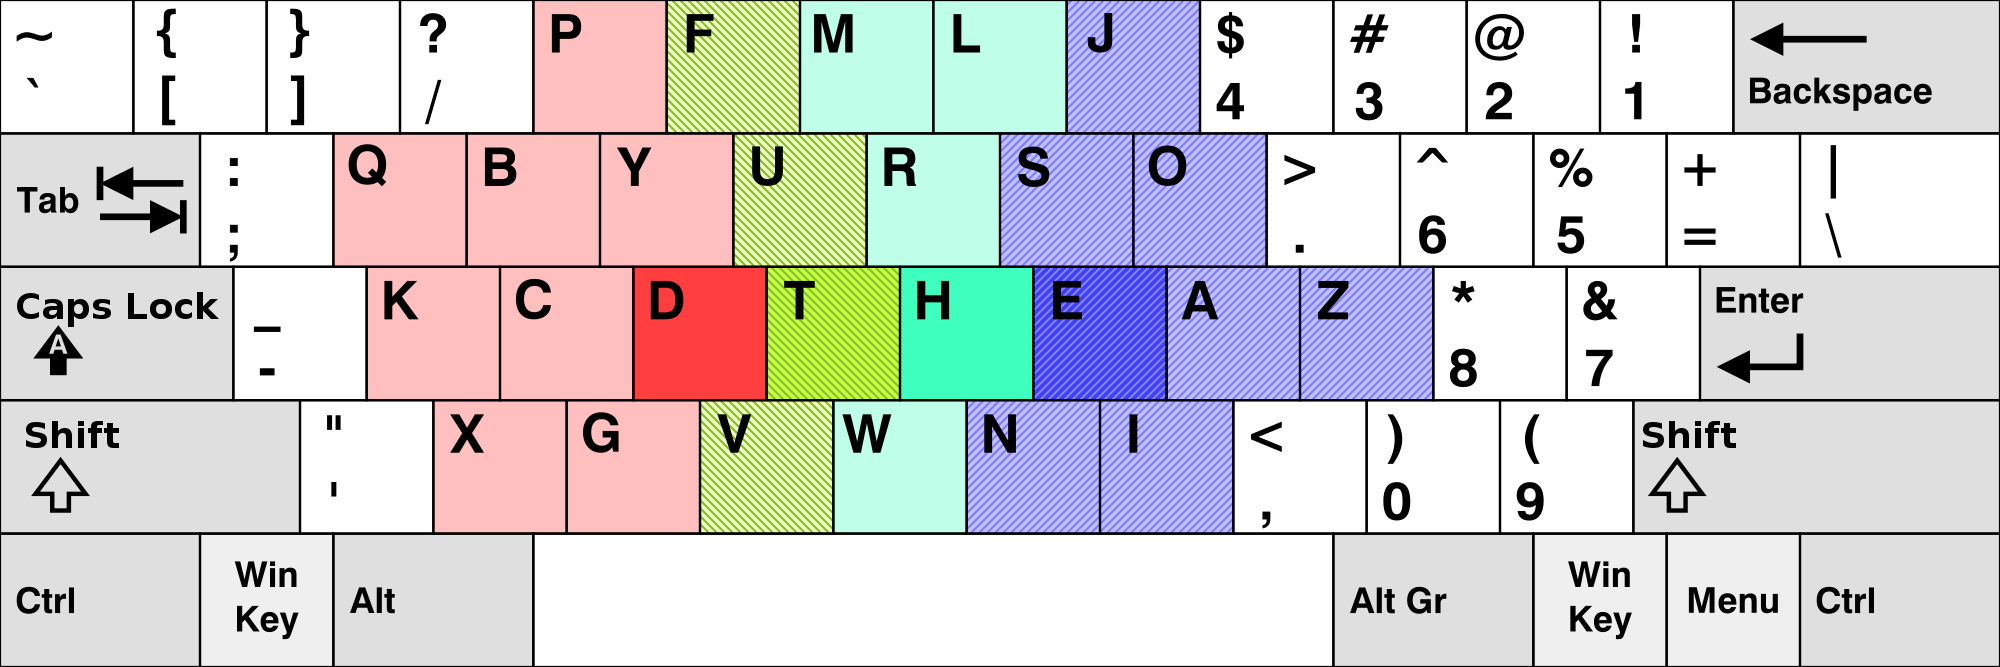 ~ { } ? P F M L J $ # @ !
` [ ] / 4 3 2 1 Backspace
Tab : Q B Y U R S O > ^ % + |
; . 6 5 = \
Caps Lock _ K C D T H E A Z * & Enter
A - 8 7
Shift " X G V W N I < ) ( Shift
' , 0 9
Ctrl Win Key Alt Alt Gr Win Key Menu Ctrl